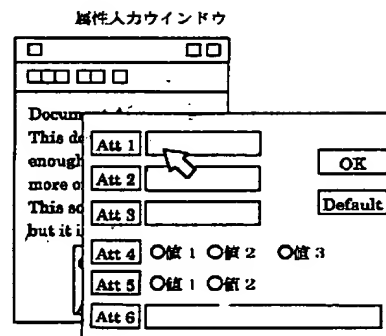 属性入力ウインドウ
Document
This do
enough
more o
This so
but it i
Att 1
Att 2
Att 3
Att 4 値 1 値 2 値 3
Att 5 値 1 値 2
Att 6
OK
Default